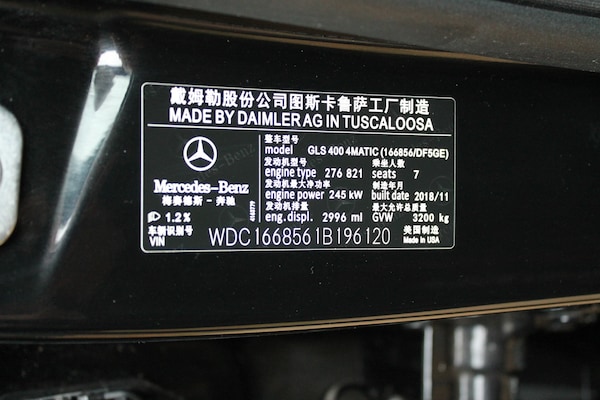 戴姆勒股份公司图斯卡鲁萨工厂制造
MADE BY DAIMLER AG IN TUSCALOOSA
整车型号
model GLS 400 4MATIC (166856/DF5GE)
发动机型号 乘坐人数
engine type 276 821 seats 7
发动机最大净功率 制造年月
engine power 245 kW built date 2018/11
发动机排量 最大允许总质量
eng.displ. 2996 ml GVW 3200 kg
Mercedes-Benz
梅赛德斯-奔驰
1.2%
车辆识别号
VIN WDC1668561B196120
美国制造
Made in USA